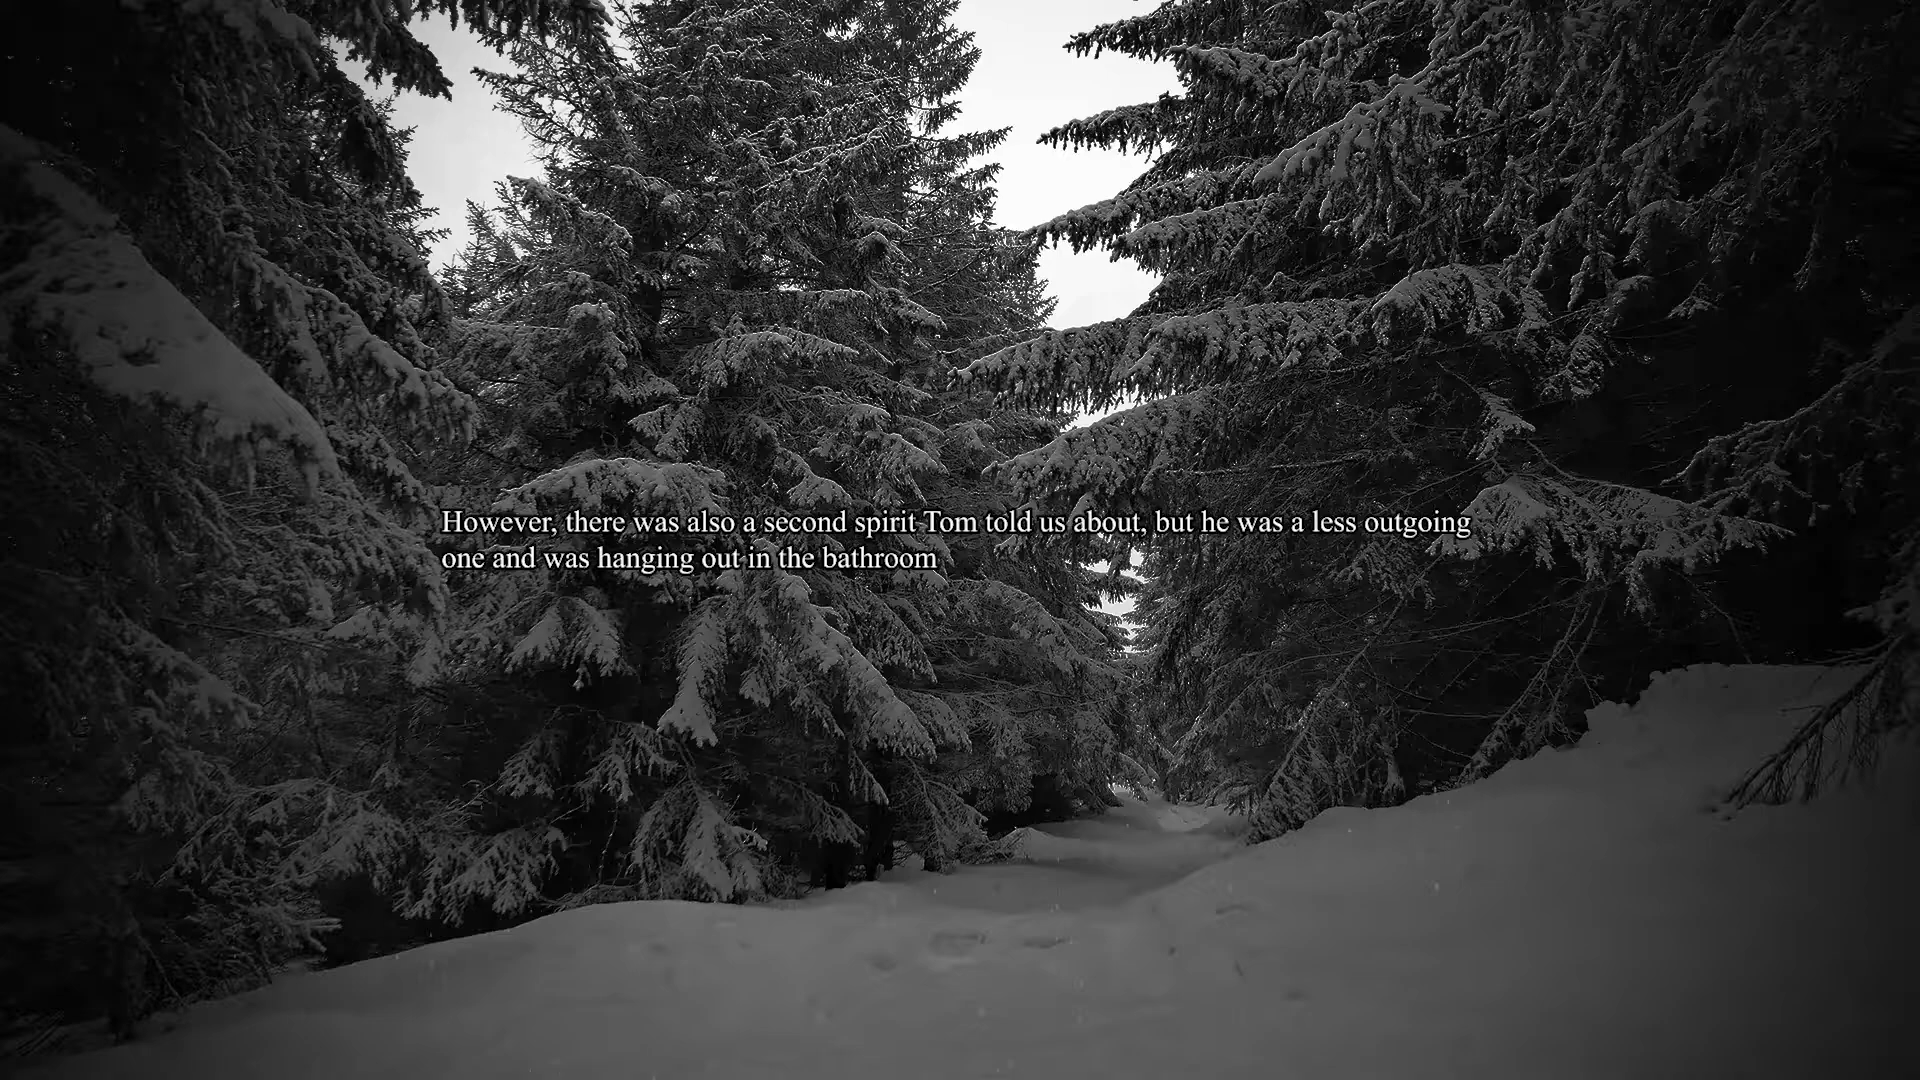 However, there was also a second spirit Tom told us about, but he was a less outgoing
one and was hanging out in the bathroom